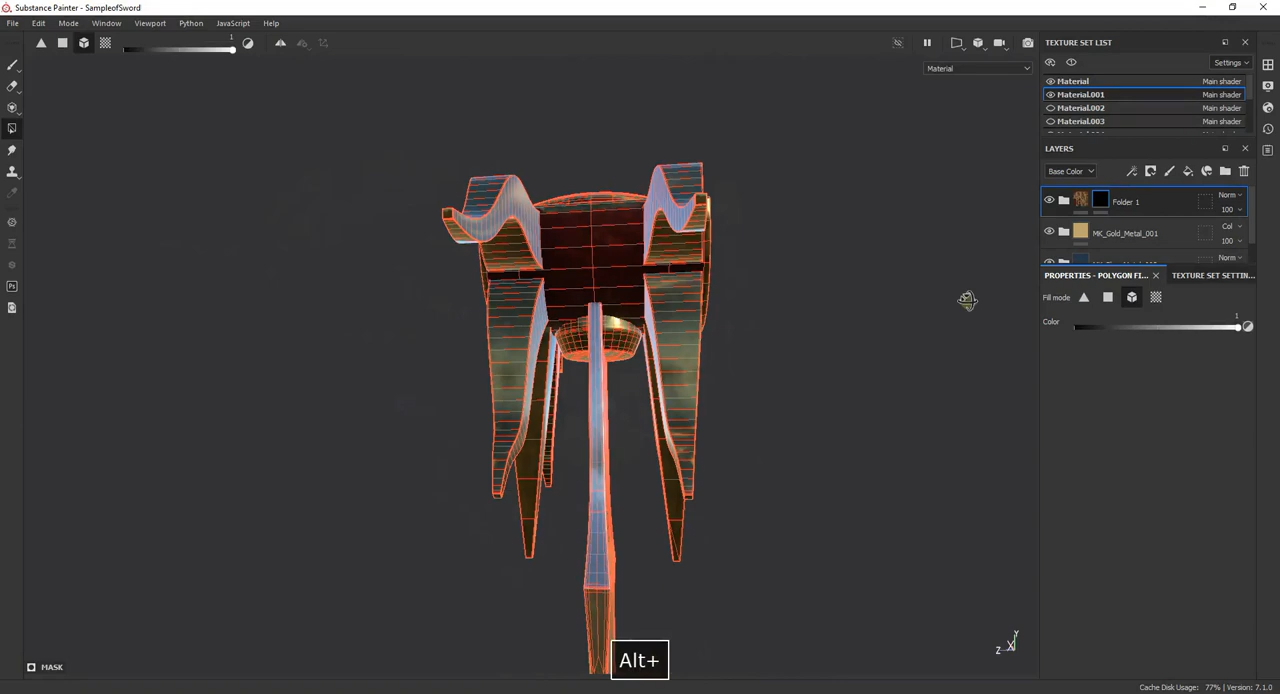 Substance Painter - SampleofSword
File Edit Mode Window Viewport Python JavaScript Help
1
TEXTURE SET LIST
Settings
Material
Material Main shader
Material.001 Main shader
Material.002 Main shader
Material.003 Main shader
LAYERS
Base Color
Folder 1 Norm 100
MK_Gold_Metal_001 Col 100
Norm
PROPERTIES - POLYGON FI... TEXTURE SET SETTIN...
Fill mode
1
Color
Z X Y
MASK
Alt+
Cache Disk Usage: 77% | Version: 7.1.0